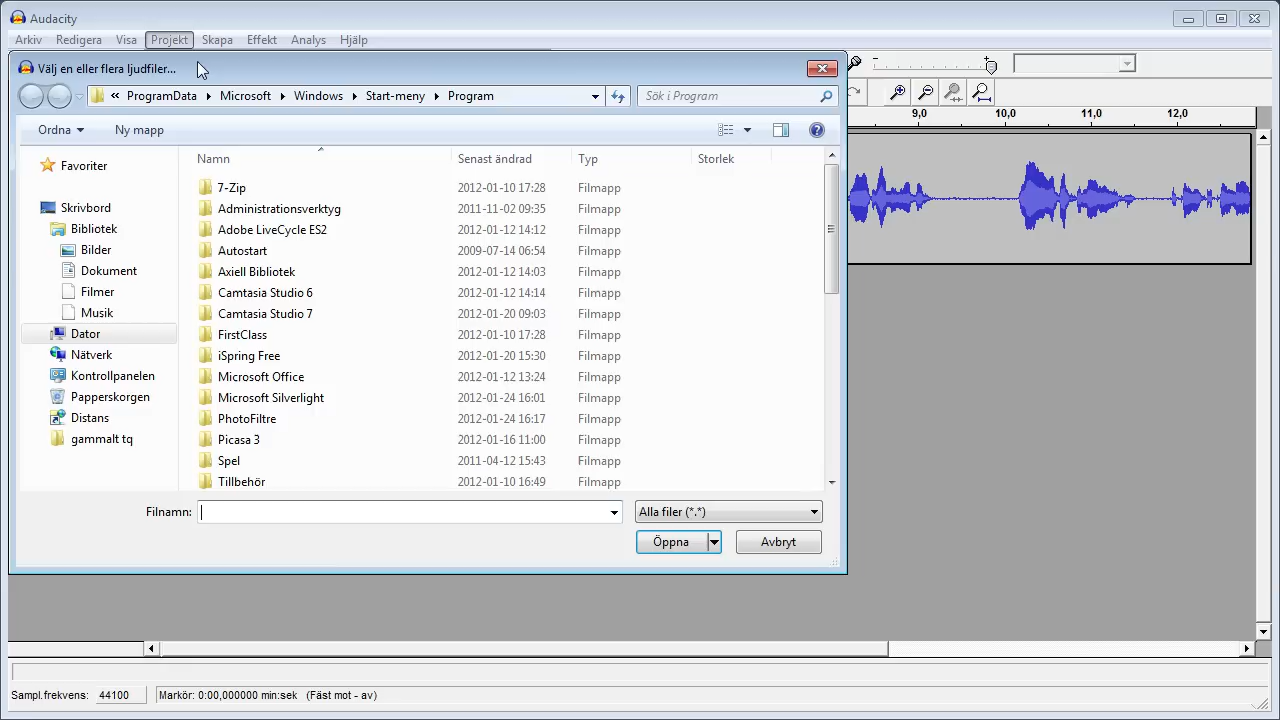 Audacity
Arkiv Redigera Visa Projekt Skapa Effekt Analys Hjälp
Välj en eller flera ljudfiler...
ProgramData Microsoft Windows Start-meny Program
Sök i Program
Ordna Ny mapp
9,0 10,0 11,0 12,0
Namn Senast ändrad Typ Storlek
Favoriter
Skrivbord
Bibliotek
Bilder
Dokument
Filmer
Musik
Dator
Nätverk
Kontrollpanelen
Papperskorgen
Distans
gammalt tq
7-Zip 2012-01-10 17:28 Filmapp
Administrationsverktyg 2011-11-02 09:35 Filmapp
Adobe LiveCycle ES2 2012-01-12 14:12 Filmapp
Autostart 2009-07-14 06:54 Filmapp
Axiell Bibliotek 2012-01-12 14:03 Filmapp
Camtasia Studio 6 2012-01-12 14:14 Filmapp
Camtasia Studio 7 2012-01-20 09:03 Filmapp
FirstClass 2012-01-10 17:28 Filmapp
iSpring Free 2012-01-20 15:30 Filmapp
Microsoft Office 2012-01-12 13:24 Filmapp
Microsoft Silverlight 2012-01-24 16:01 Filmapp
PhotoFiltre 2012-01-24 16:17 Filmapp
Picasa 3 2012-01-16 11:00 Filmapp
Spel 2011-04-12 15:43 Filmapp
Tillbehör 2012-01-10 16:49 Filmapp
Filnamn: Alla filer (*.*)
Öppna Avbryt
Sampl.frekvens: 44100 Markör: 0:00,000000 min:sek (Fäst mot - av)